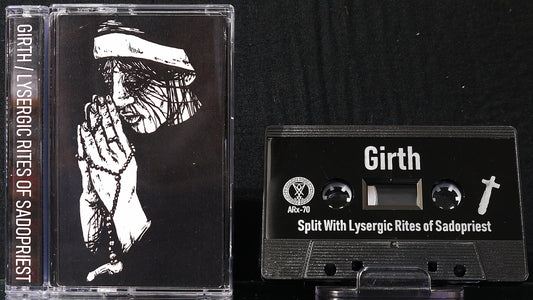 GIRTH / LYSERGIC RITES OF SADOPRIEST
Girth
ARx-70
Split With Lysergic Rites of Sadopriest